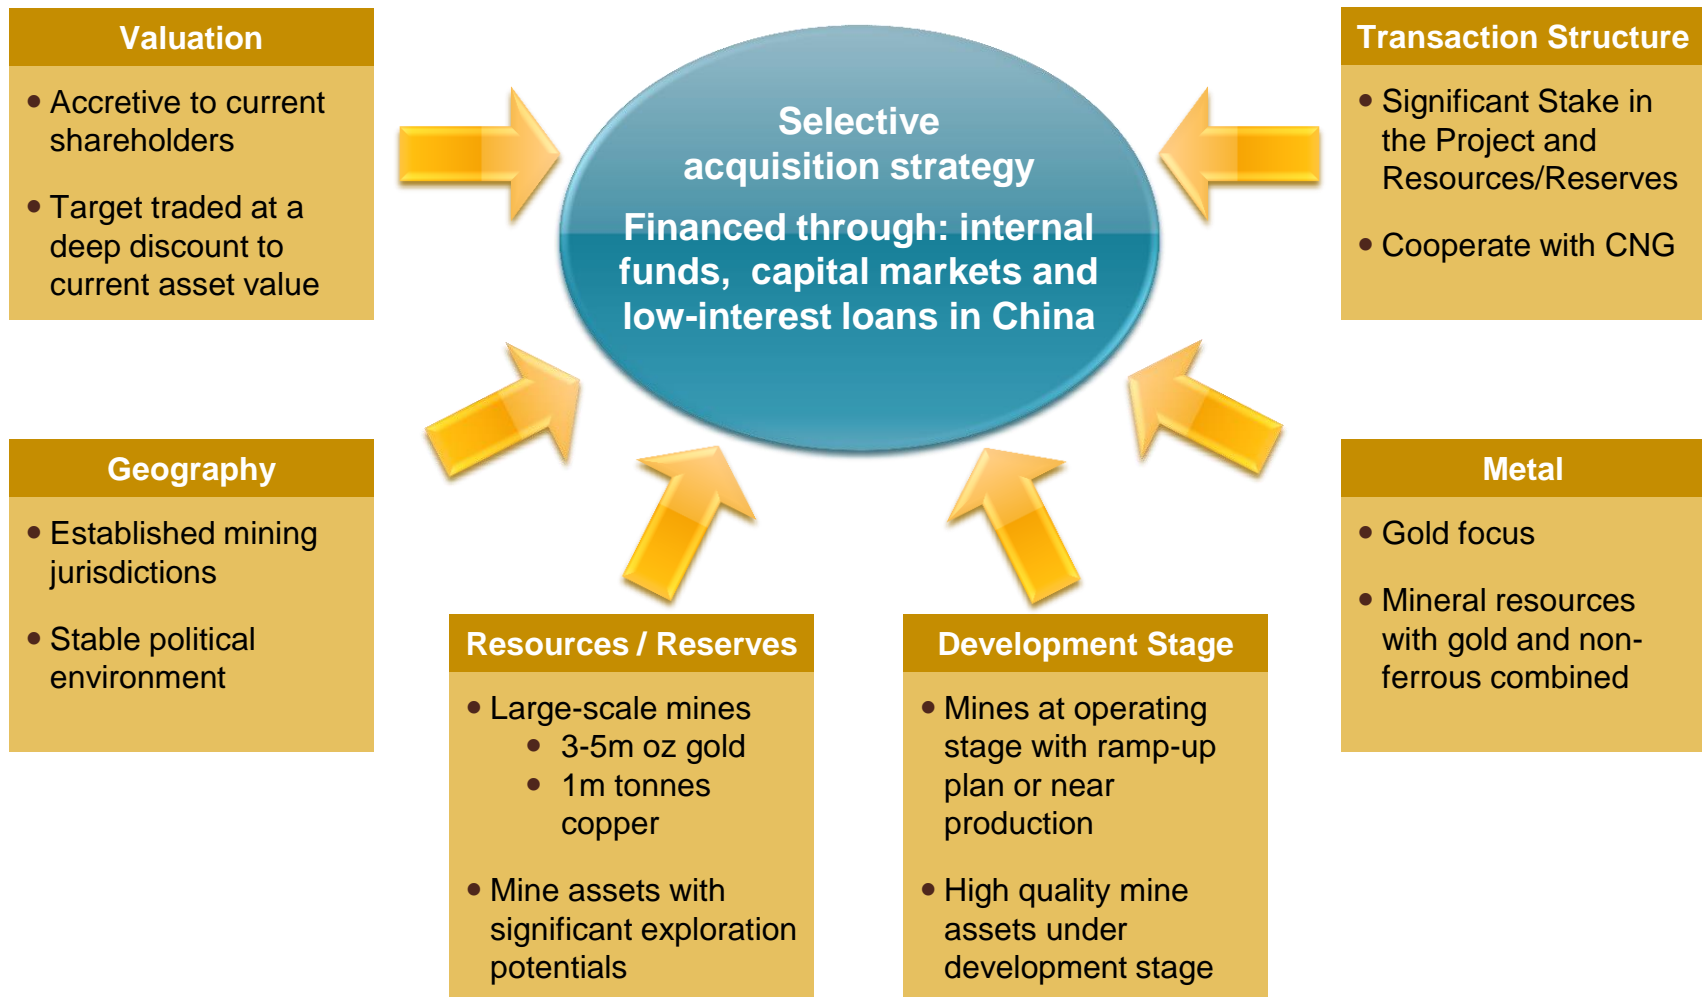 Valuation
• Accretive to current
shareholders
• Target traded at a
deep discount to
current asset value
Selective
acquisition strategy
Financed through: internal
funds, capital markets and
low-interest loans in China
Transaction Structure
• Significant Stake in
the Project and
Resources/Reserves
• Cooperate with CNG
Geography
• Established mining
jurisdictions
• Stable political
environment
Resources / Reserves
• Large-scale mines
• 3-5m oz gold
• 1m tonnes
copper
• Mine assets with
significant exploration
potentials
Development Stage
• Mines at operating
stage with ramp-up
plan or near
production
• High quality mine
assets under
development stage
Metal
• Gold focus
• Mineral resources
with gold and non-
ferrous combined